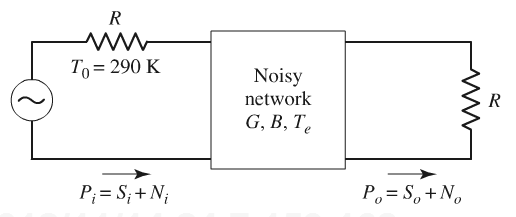 R
T₀ = 290 K
Noisy
network
G, B, Tₑ
R
Pᵢ = Sᵢ + Nᵢ
Pₒ = Sₒ + Nₒ